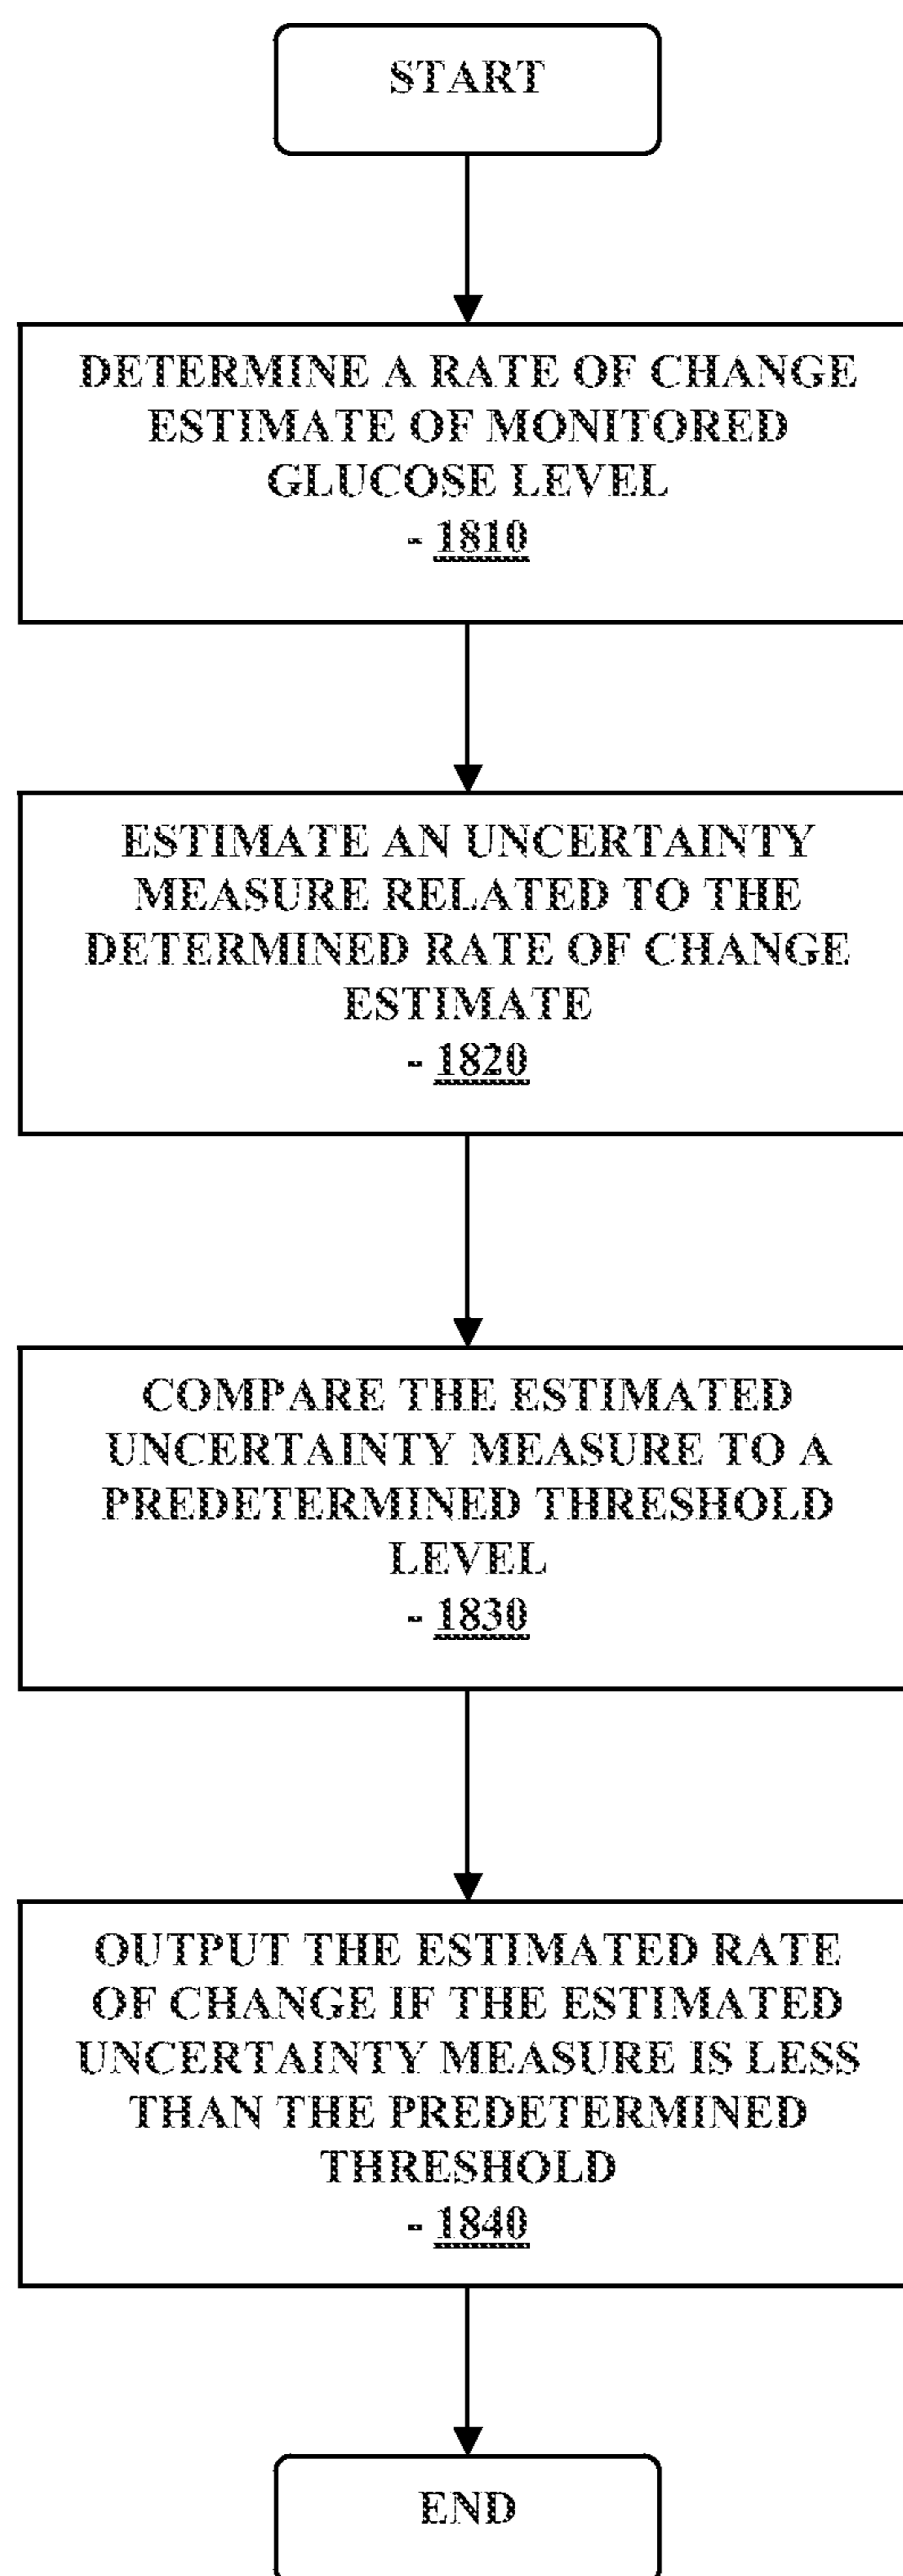 START
DETERMINE A RATE OF CHANGE
ESTIMATE OF MONITORED
GLUCOSE LEVEL
- 1810
ESTIMATE AN UNCERTAINTY
MEASURE RELATED TO THE
DETERMINED RATE OF CHANGE
ESTIMATE
- 1820
COMPARE THE ESTIMATED
UNCERTAINTY MEASURE TO A
PREDETERMINED THRESHOLD
LEVEL
- 1830
OUTPUT THE ESTIMATED RATE
OF CHANGE IF THE ESTIMATED
UNCERTAINTY MEASURE IS LESS
THAN THE PREDETERMINED
THRESHOLD
- 1840
END